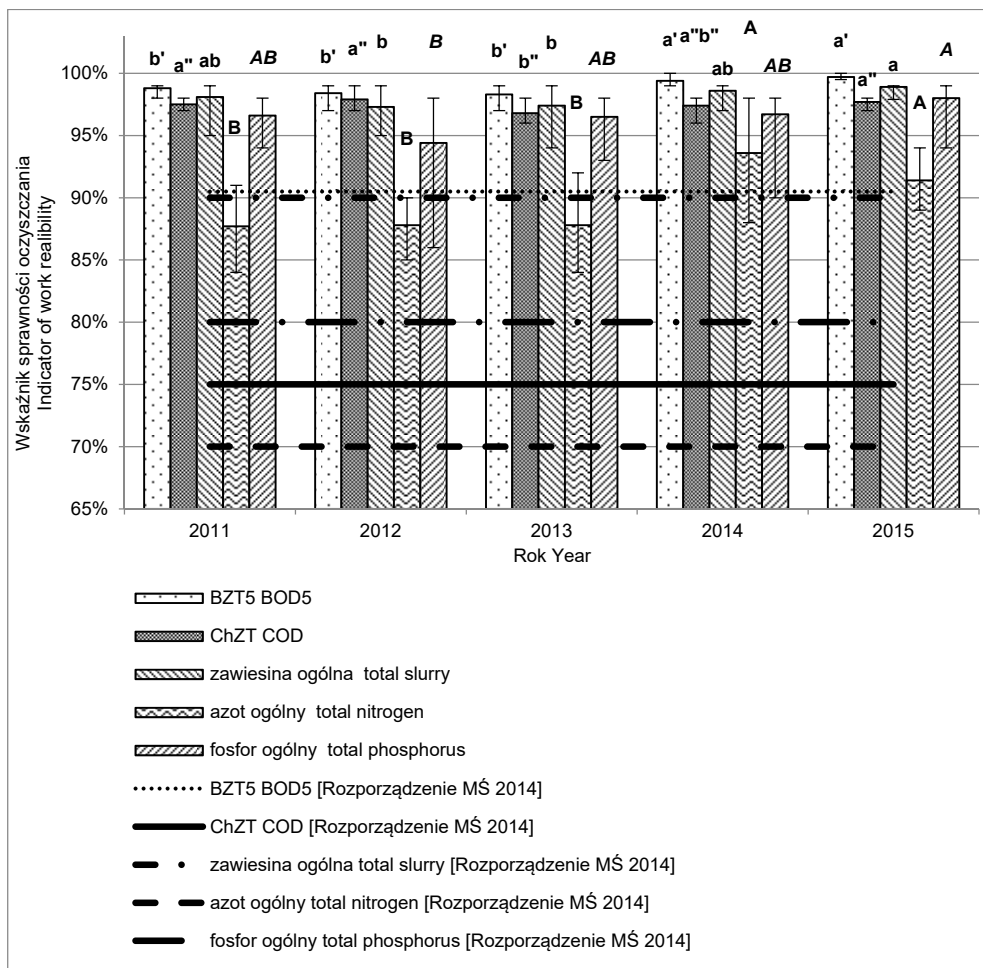 Wskaźnik sprawności oczyszczania
Indicator of work realibility
100%
95%
90%
85%
80%
75%
70%
65%
b' a" ab B AB
b' a" b B B
b' b" b B AB
a' a"b" ab A AB
a' a" a A A
2011 2012 2013 2014 2015
Rok Year
BZT5 BOD5
ChZT COD
zawiesina ogólna total slurry
azot ogólny total nitrogen
fosfor ogólny total phosphorus
BZT5 BOD5 [Rozporządzenie MŚ 2014]
ChZT COD [Rozporządzenie MŚ 2014]
zawiesina ogólna total slurry [Rozporządzenie MŚ 2014]
azot ogólny total nitrogen [Rozporządzenie MŚ 2014]
fosfor ogólny total phosphorus [Rozporządzenie MŚ 2014]